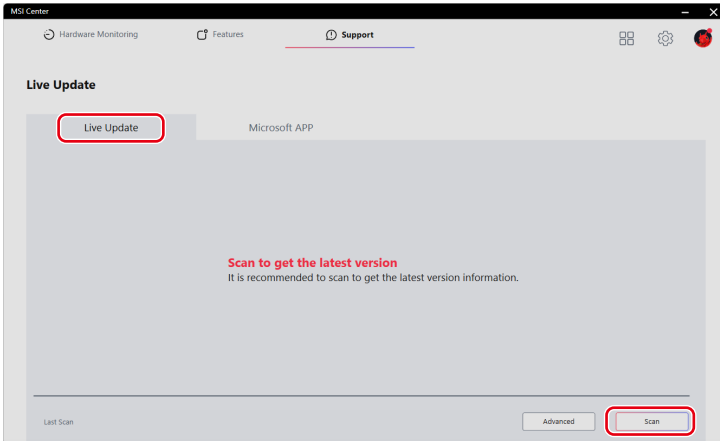 MSI Center
Hardware Monitoring
Features
Support
Live Update
Live Update
Microsoft APP
Scan to get the latest version
It is recommended to scan to get the latest version information.
Last Scan
Advanced
Scan